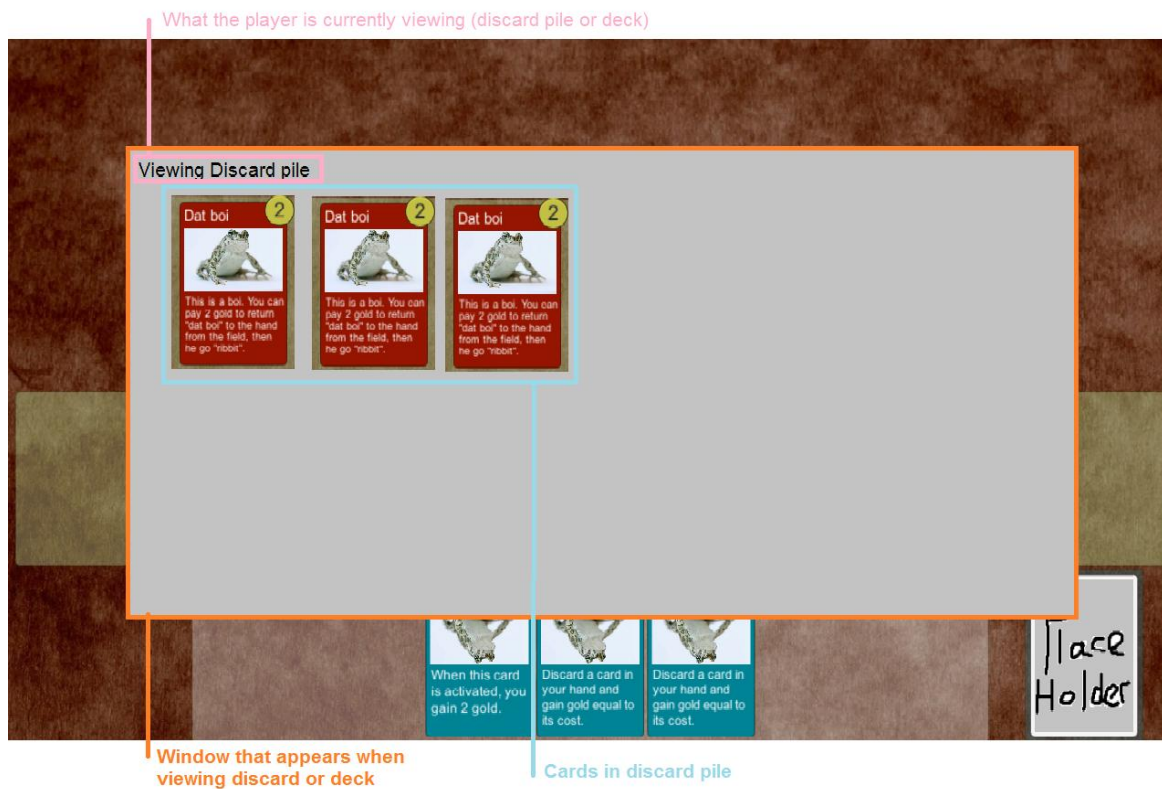 What the player is currently viewing (discard pile or deck)
Viewing Discard pile
Dat boi
2
This is a boi. You can
pay 2 gold to return
"dat boi" to the hand
from the field, then
he go "ribbit".
Dat boi
2
This is a boi. You can
pay 2 gold to return
"dat boi" to the hand
from the field, then
he go "ribbit".
Dat boi
2
This is a boi. You can
pay 2 gold to return
"dat boi" to the hand
from the field, then
he go "ribbit".
When this card
is activated, you
gain 2 gold.
Discard a card in
your hand and
gain gold equal to
its cost.
Discard a card in
your hand and
gain gold equal to
its cost.
Place
Holder
Window that appears when
viewing discard or deck
Cards in discard pile